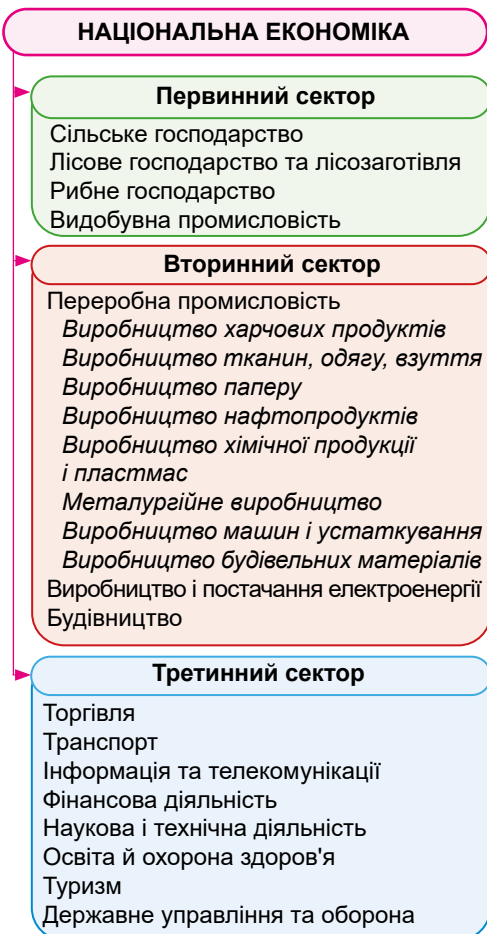 НАЦІОНАЛЬНА ЕКОНОМІКА
Первинний сектор
Сільське господарство
Лісове господарство та лісозаготівля
Рибне господарство
Видобувна промисловість
Вторинний сектор
Переробна промисловість
Виробництво харчових продуктів
Виробництво тканин, одягу, взуття
Виробництво паперу
Виробництво нафтопродуктів
Виробництво хімічної продукції
і пластмас
Металургійне виробництво
Виробництво машин і устаткування
Виробництво будівельних матеріалів
Виробництво і постачання електроенергії
Будівництво
Третинний сектор
Торгівля
Транспорт
Інформація та телекомунікації
Фінансова діяльність
Наукова і технічна діяльність
Освіта й охорона здоров'я
Туризм
Державне управління та оборона